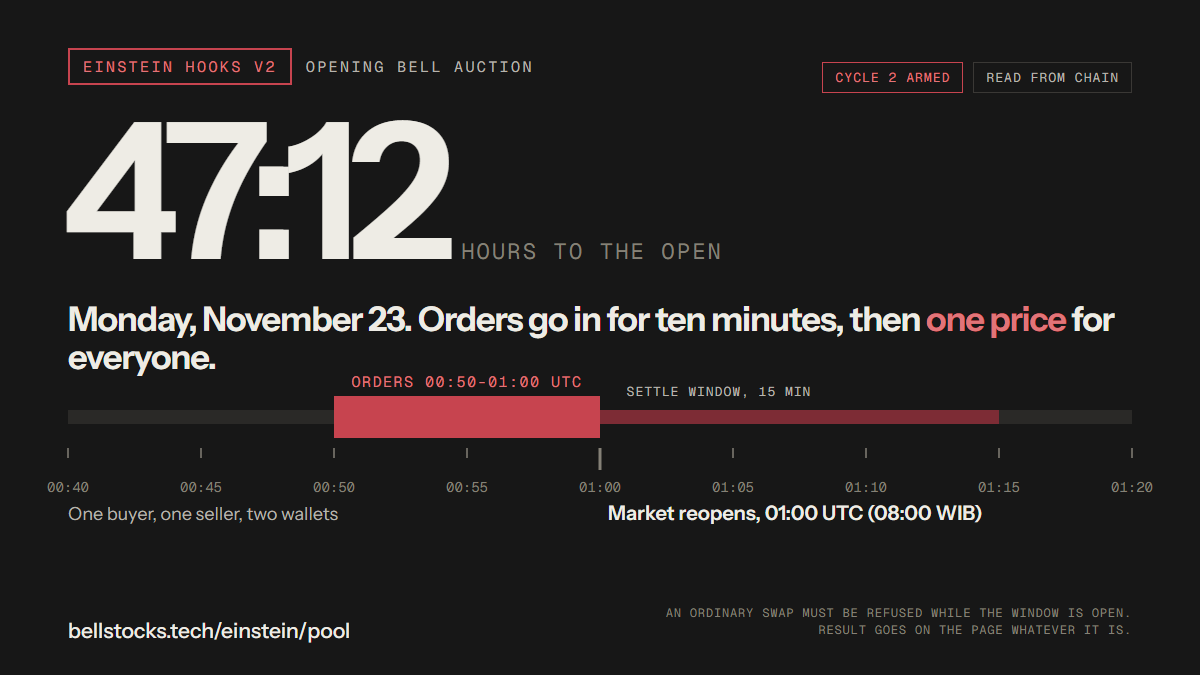 EINSTEIN HOOKS V2
OPENING BELL AUCTION
CYCLE 2 ARMED
READ FROM CHAIN
47:12
HOURS TO THE OPEN
Monday, November 23. Orders go in for ten minutes, then one price for
everyone.
ORDERS 00:50-01:00 UTC
SETTLE WINDOW, 15 MIN
00:40 00:45 00:50 00:55 01:00 01:05 01:10 01:15 01:20
One buyer, one seller, two wallets
Market reopens, 01:00 UTC (08:00 WIB)
bellstocks.tech/einstein/pool
AN ORDINARY SWAP MUST BE REFUSED WHILE THE WINDOW IS OPEN.
RESULT GOES ON THE PAGE WHATEVER IT IS.